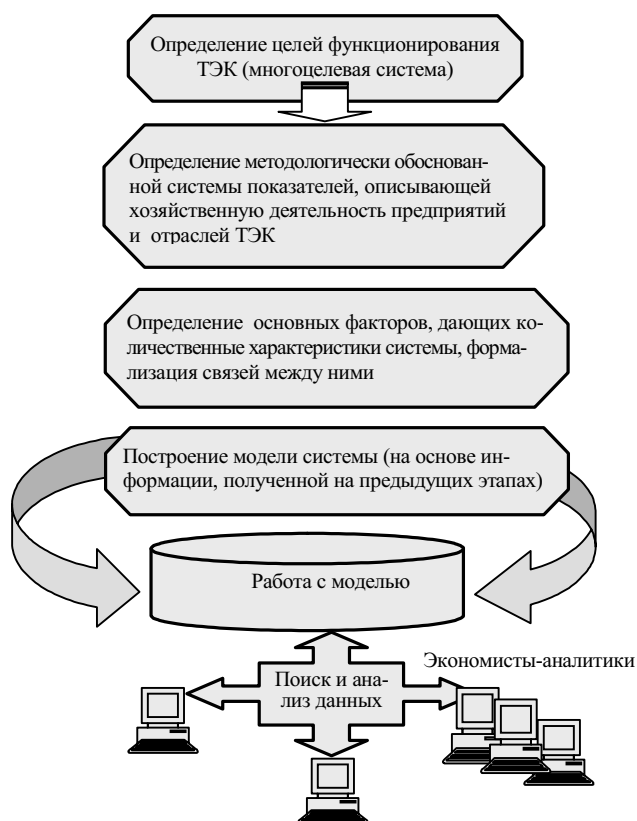 Определение целей функционирования
ТЭК (многоцелевая система)
Определение методологически обоснован-
ной системы показателей, описывающей
хозяйственную деятельность предприятий
и отраслей ТЭК
Определение основных факторов, дающих ко-
личественные характеристики системы, форма-
лизация связей между ними
Построение модели системы (на основе ин-
формации, полученной на предыдущих этапах)
Работа с моделью
Экономисты-аналитики
Поиск и ана-
лиз данных